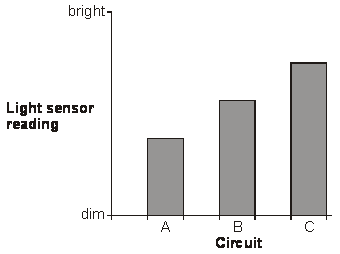 bright
Light sensor
reading
dim
A B C
Circuit